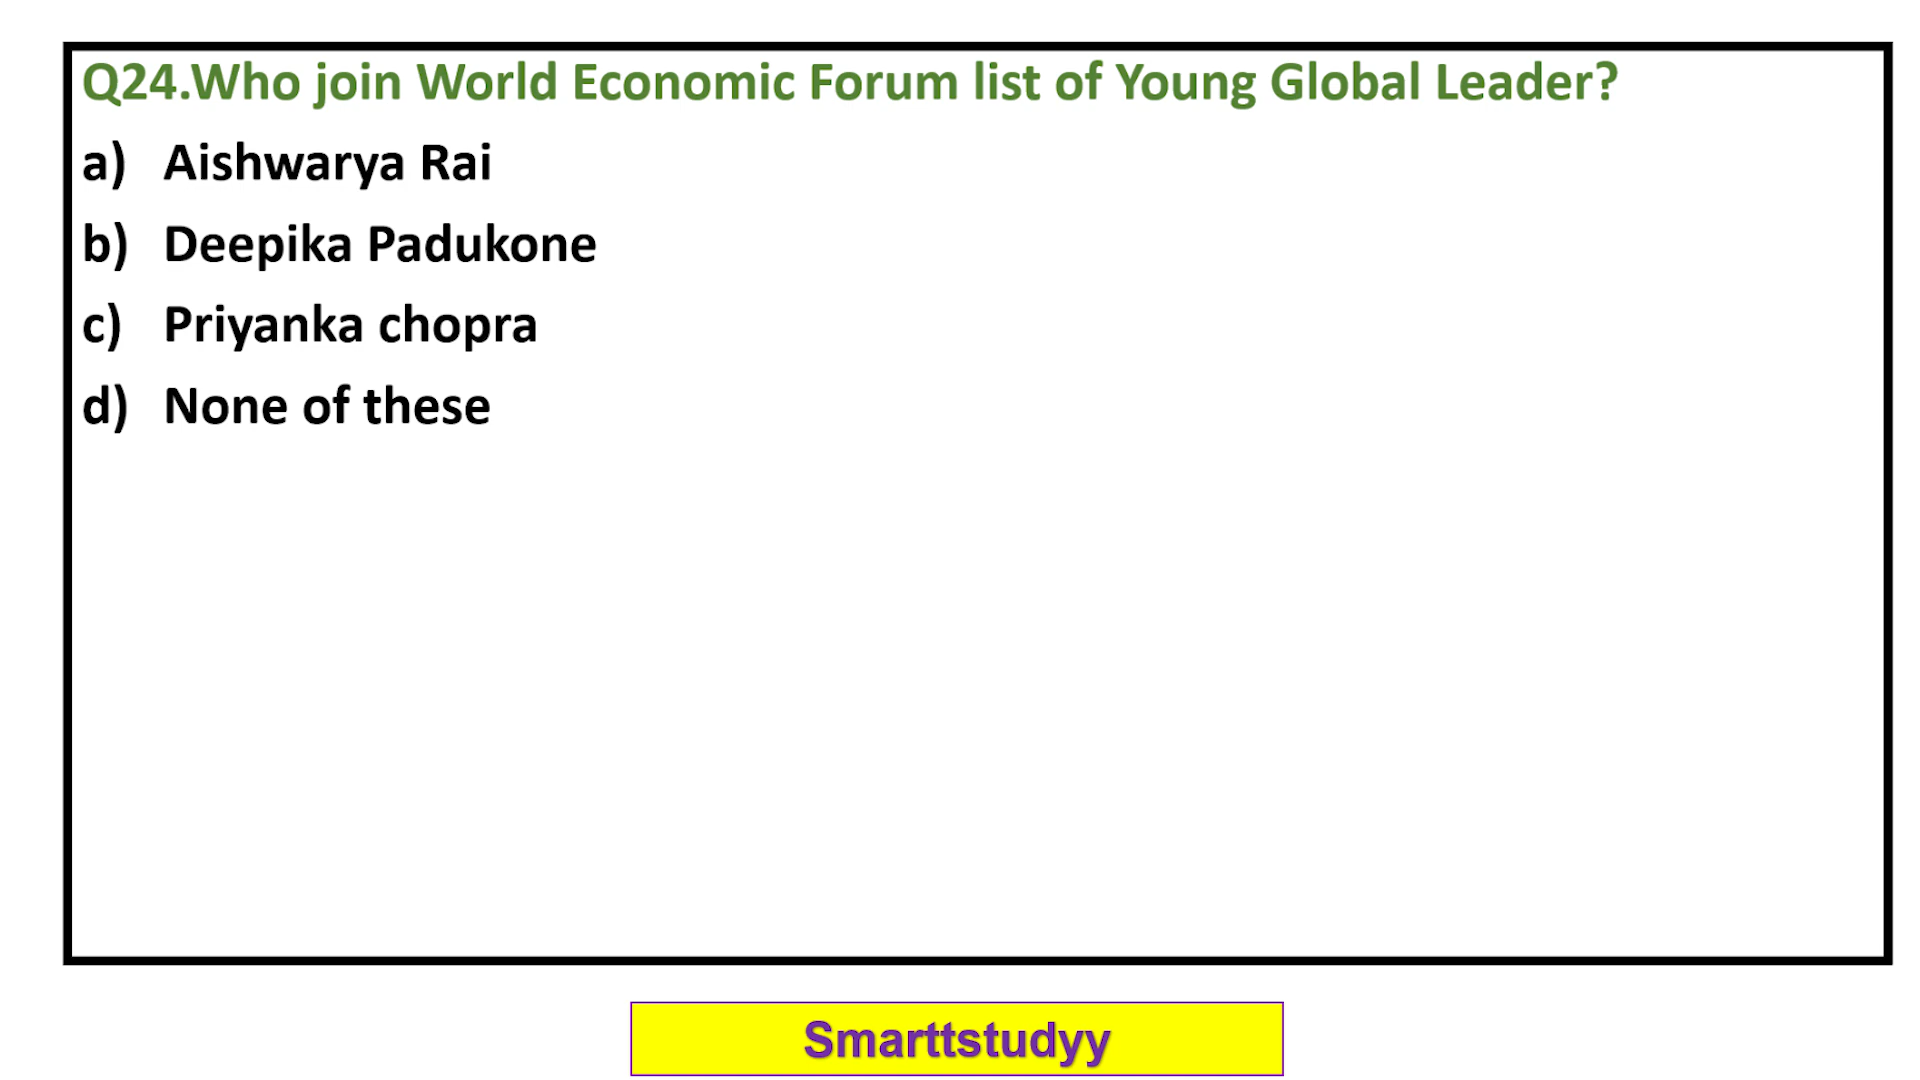 Q24.Who join World Economic Forum list of Young Global Leader?
a) Aishwarya Rai
b) Deepika Padukone
c) Priyanka chopra
d) None of these
Smarttstudyy